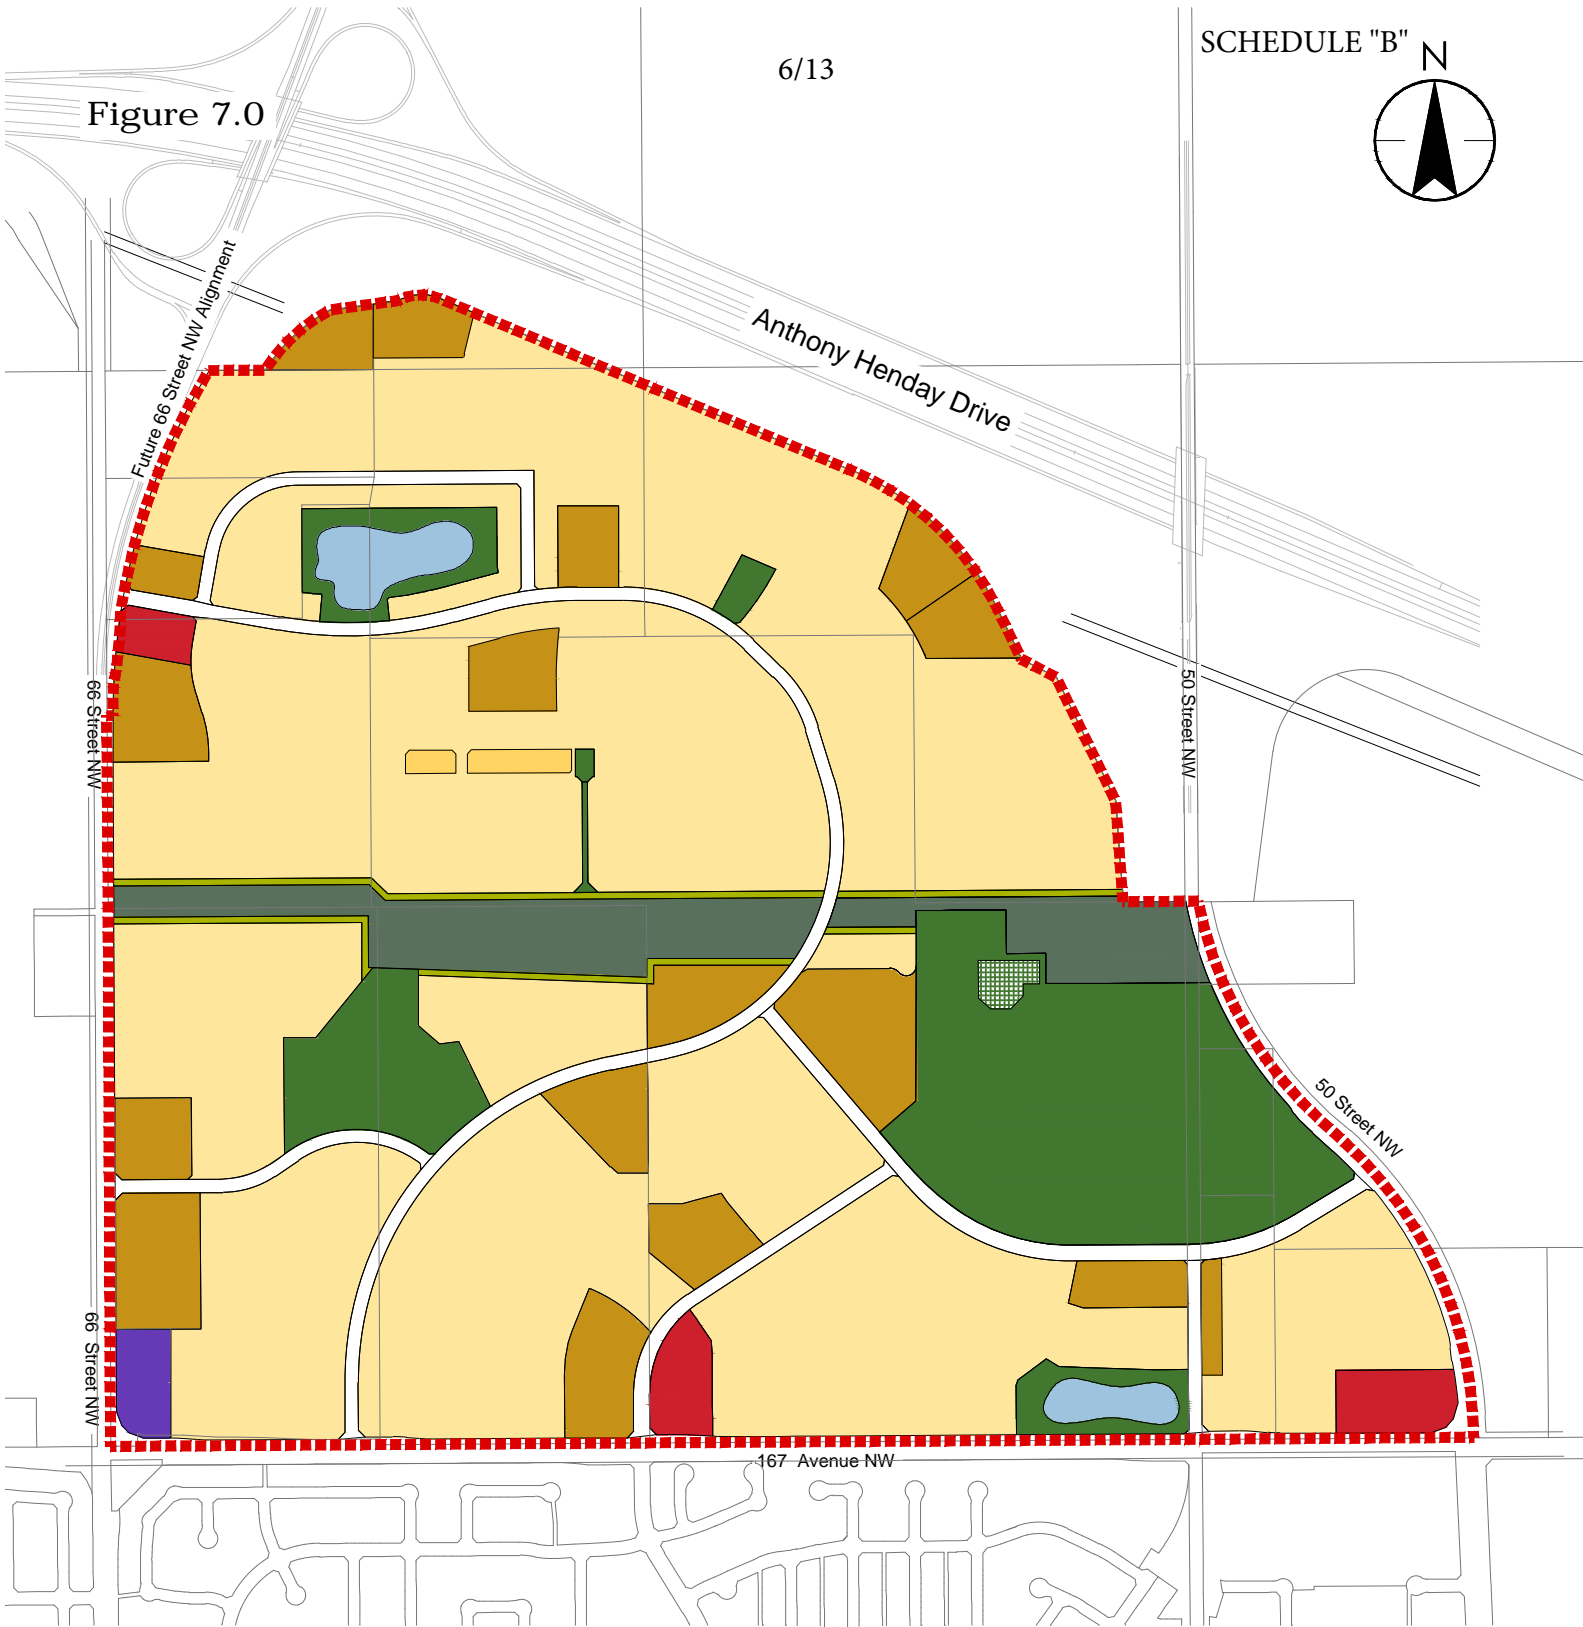 SCHEDULE "B"
6/13
N
Figure 7.0
Future 66 Street NW Alignment
Anthony Henday Drive
66 Street NW
50 Street NW
50 Street NW
66 Street NW
167 Avenue NW